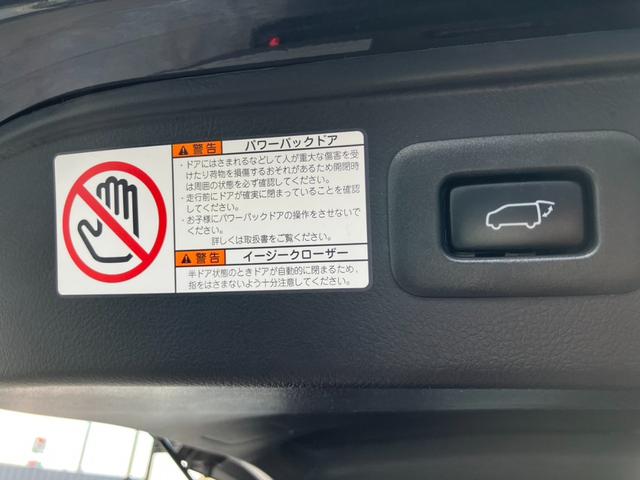 警告 パワーバックドア
・ドアにはさまれるなどして人が重大な傷害を受
けたり荷物を損傷するおそれがあるため開閉時
は周囲の状態を必ず確認してください。
・走行前にドアが確実に閉まっていることを確認
してください。
・お子様にパワーバックドアの操作をさせないで
ください。
詳しくは取扱書をご覧ください。
警告 イージークローザー
半ドア状態のときドアが自動的に閉まるため、
指をはさまないよう十分注意してください。